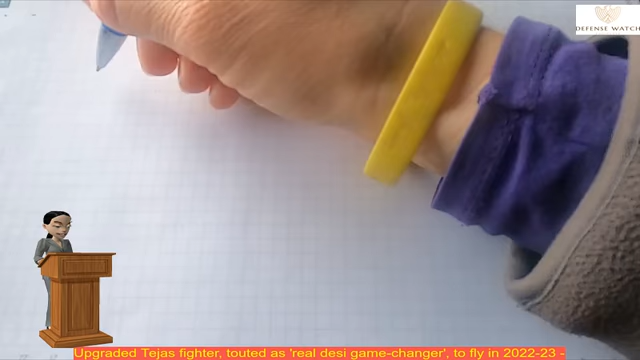 DEFENSE WATCH
Upgraded Tejas fighter, touted as 'real desi game-changer', to fly in 2022-23 -